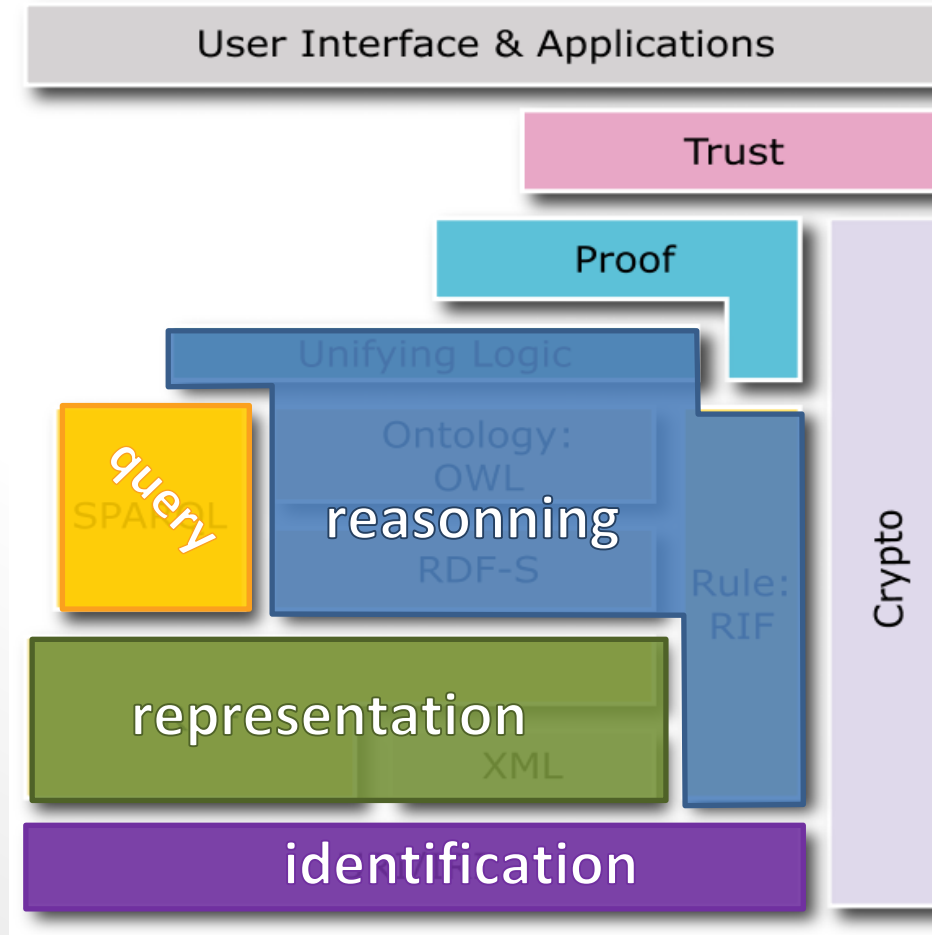 User Interface & Applications
Trust
Proof
Unifying Logic
Ontology:
OWL
query
SPARQL
reasonning
RDF-S
Rule:
RIF
Crypto
representation
XML
identification